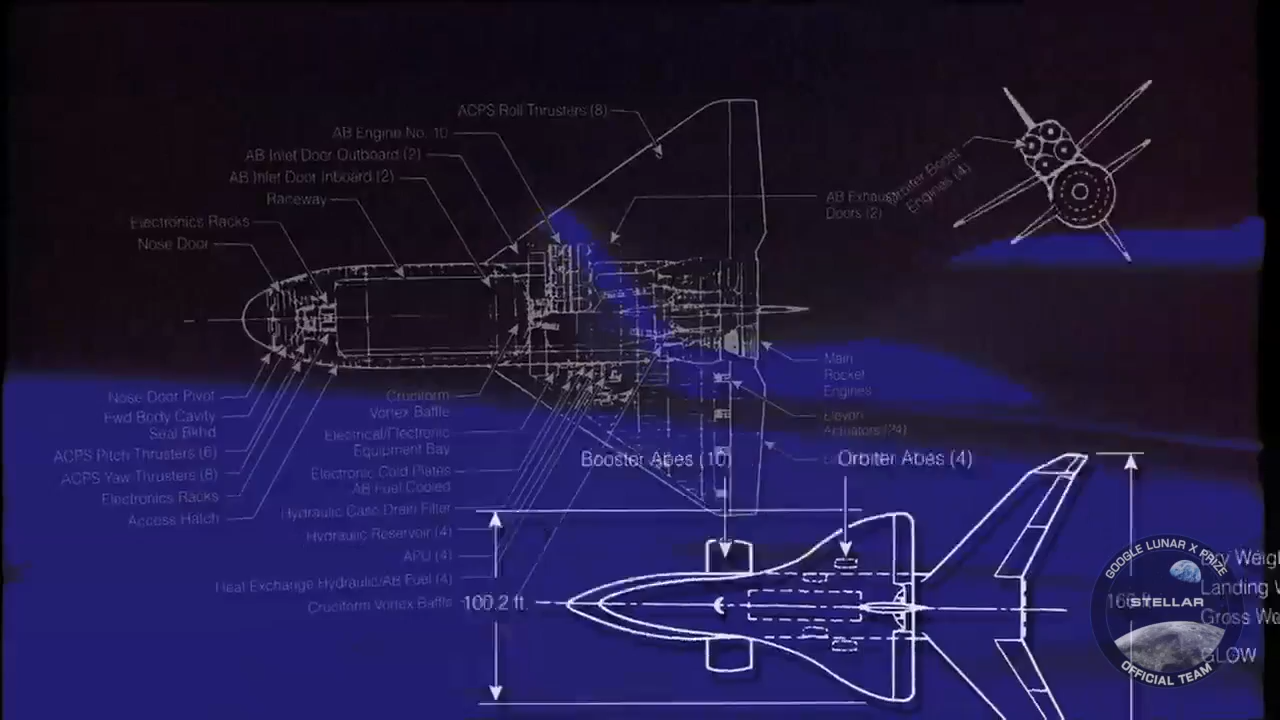 ACPS Roll Thrusters (8)
AB Engine No. 10
AB Inlet Door Outboard (2)
AB Inlet Door Inboard (2)
Raceway
Electronics Racks
Nose Door
AB Exhaus
Doors (2)
Orbiter Boost
Engines (4)
Main
Rocket
Engines
Elevon
Actuators (24)
Nose Door Pivot
Fwd Body Cavity
Seal Bkhd
ACPS Pitch Thrusters (6)
ACPS Yaw Thrusters (8)
Electronics Racks
Access Hatch
Cruciform
Vortex Baffle
Electrical/Electronic
Equipment Bay
Electronic Cold Plates
AB Fuel Cooled
Hydraulic Case Drain Filter
Hydraulic Reservoir (4)
APU (4)
Heat Exchange Hydraulic/AB Fuel (4)
Cruciform Vortex Baffle
Booster Abes (10)
Orbiter Abes (4)
100.2 ft.
Dry Weigh
Landing W
Gross We
GLOW
GOOGLE LUNAR X PRIZE
STELLAR
OFFICIAL TEAM